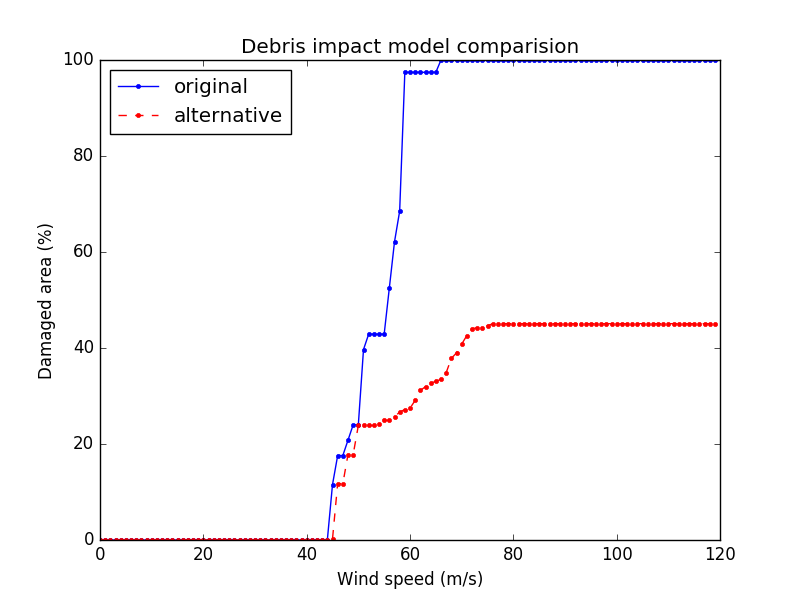 Debris impact model comparision
original
alternative
100
80
60
40
20
0
Damaged area (%)
0 20 40 60 80 100 120
Wind speed (m/s)